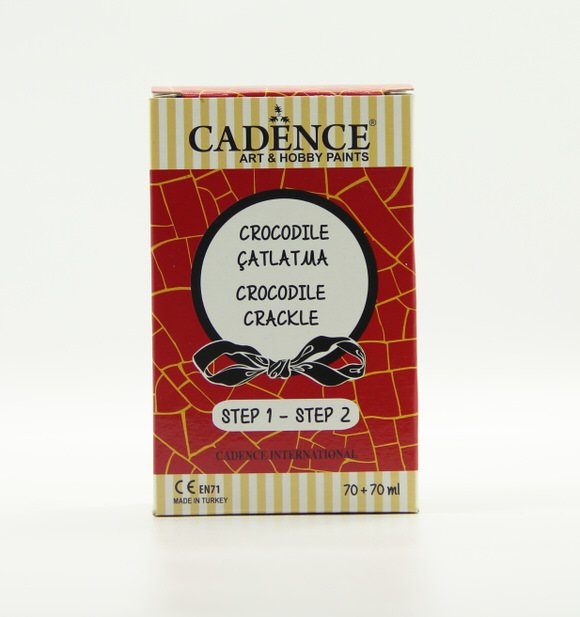 CADENCE®
ART & HOBBY PAINTS
CROCODILE
ÇATLATMA
CROCODILE
CRACKLE
STEP 1 - STEP 2
CADENCE INTERNATIONAL
CE EN71
MADE IN TURKEY
70 + 70 ml